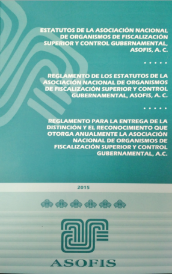 ESTATUTOS DE LA ASOCIACIÓN NACIONAL
DE ORGANISMOS DE FISCALIZACIÓN
SUPERIOR Y CONTROL GUBERNAMENTAL,
ASOFIS, A. C.
• • • • •
REGLAMENTO DE LOS ESTATUTOS DE LA
ASOCIACIÓN NACIONAL DE ORGANISMOS
DE FISCALIZACIÓN SUPERIOR Y CONTROL
GUBERNAMENTAL, ASOFIS, A. C.
• • • • •
REGLAMENTO PARA LA ENTREGA DE LA
DISTINCIÓN Y EL RECONOCIMIENTO QUE
OTORGA ANUALMENTE LA ASOCIACIÓN
NACIONAL DE ORGANISMOS DE
FISCALIZACIÓN SUPERIOR Y CONTROL
GUBERNAMENTAL, A.C.
2015
ASOFIS